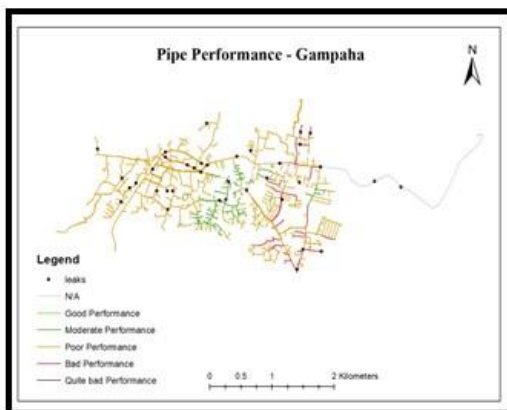 Pipe Performance - Gampaha
N
Legend
leaks
N/A
Good Performance
Moderate Performance
Poor Performance
Bad Performance
Quite bad Performance
0 0.5 1 2 Kilometers